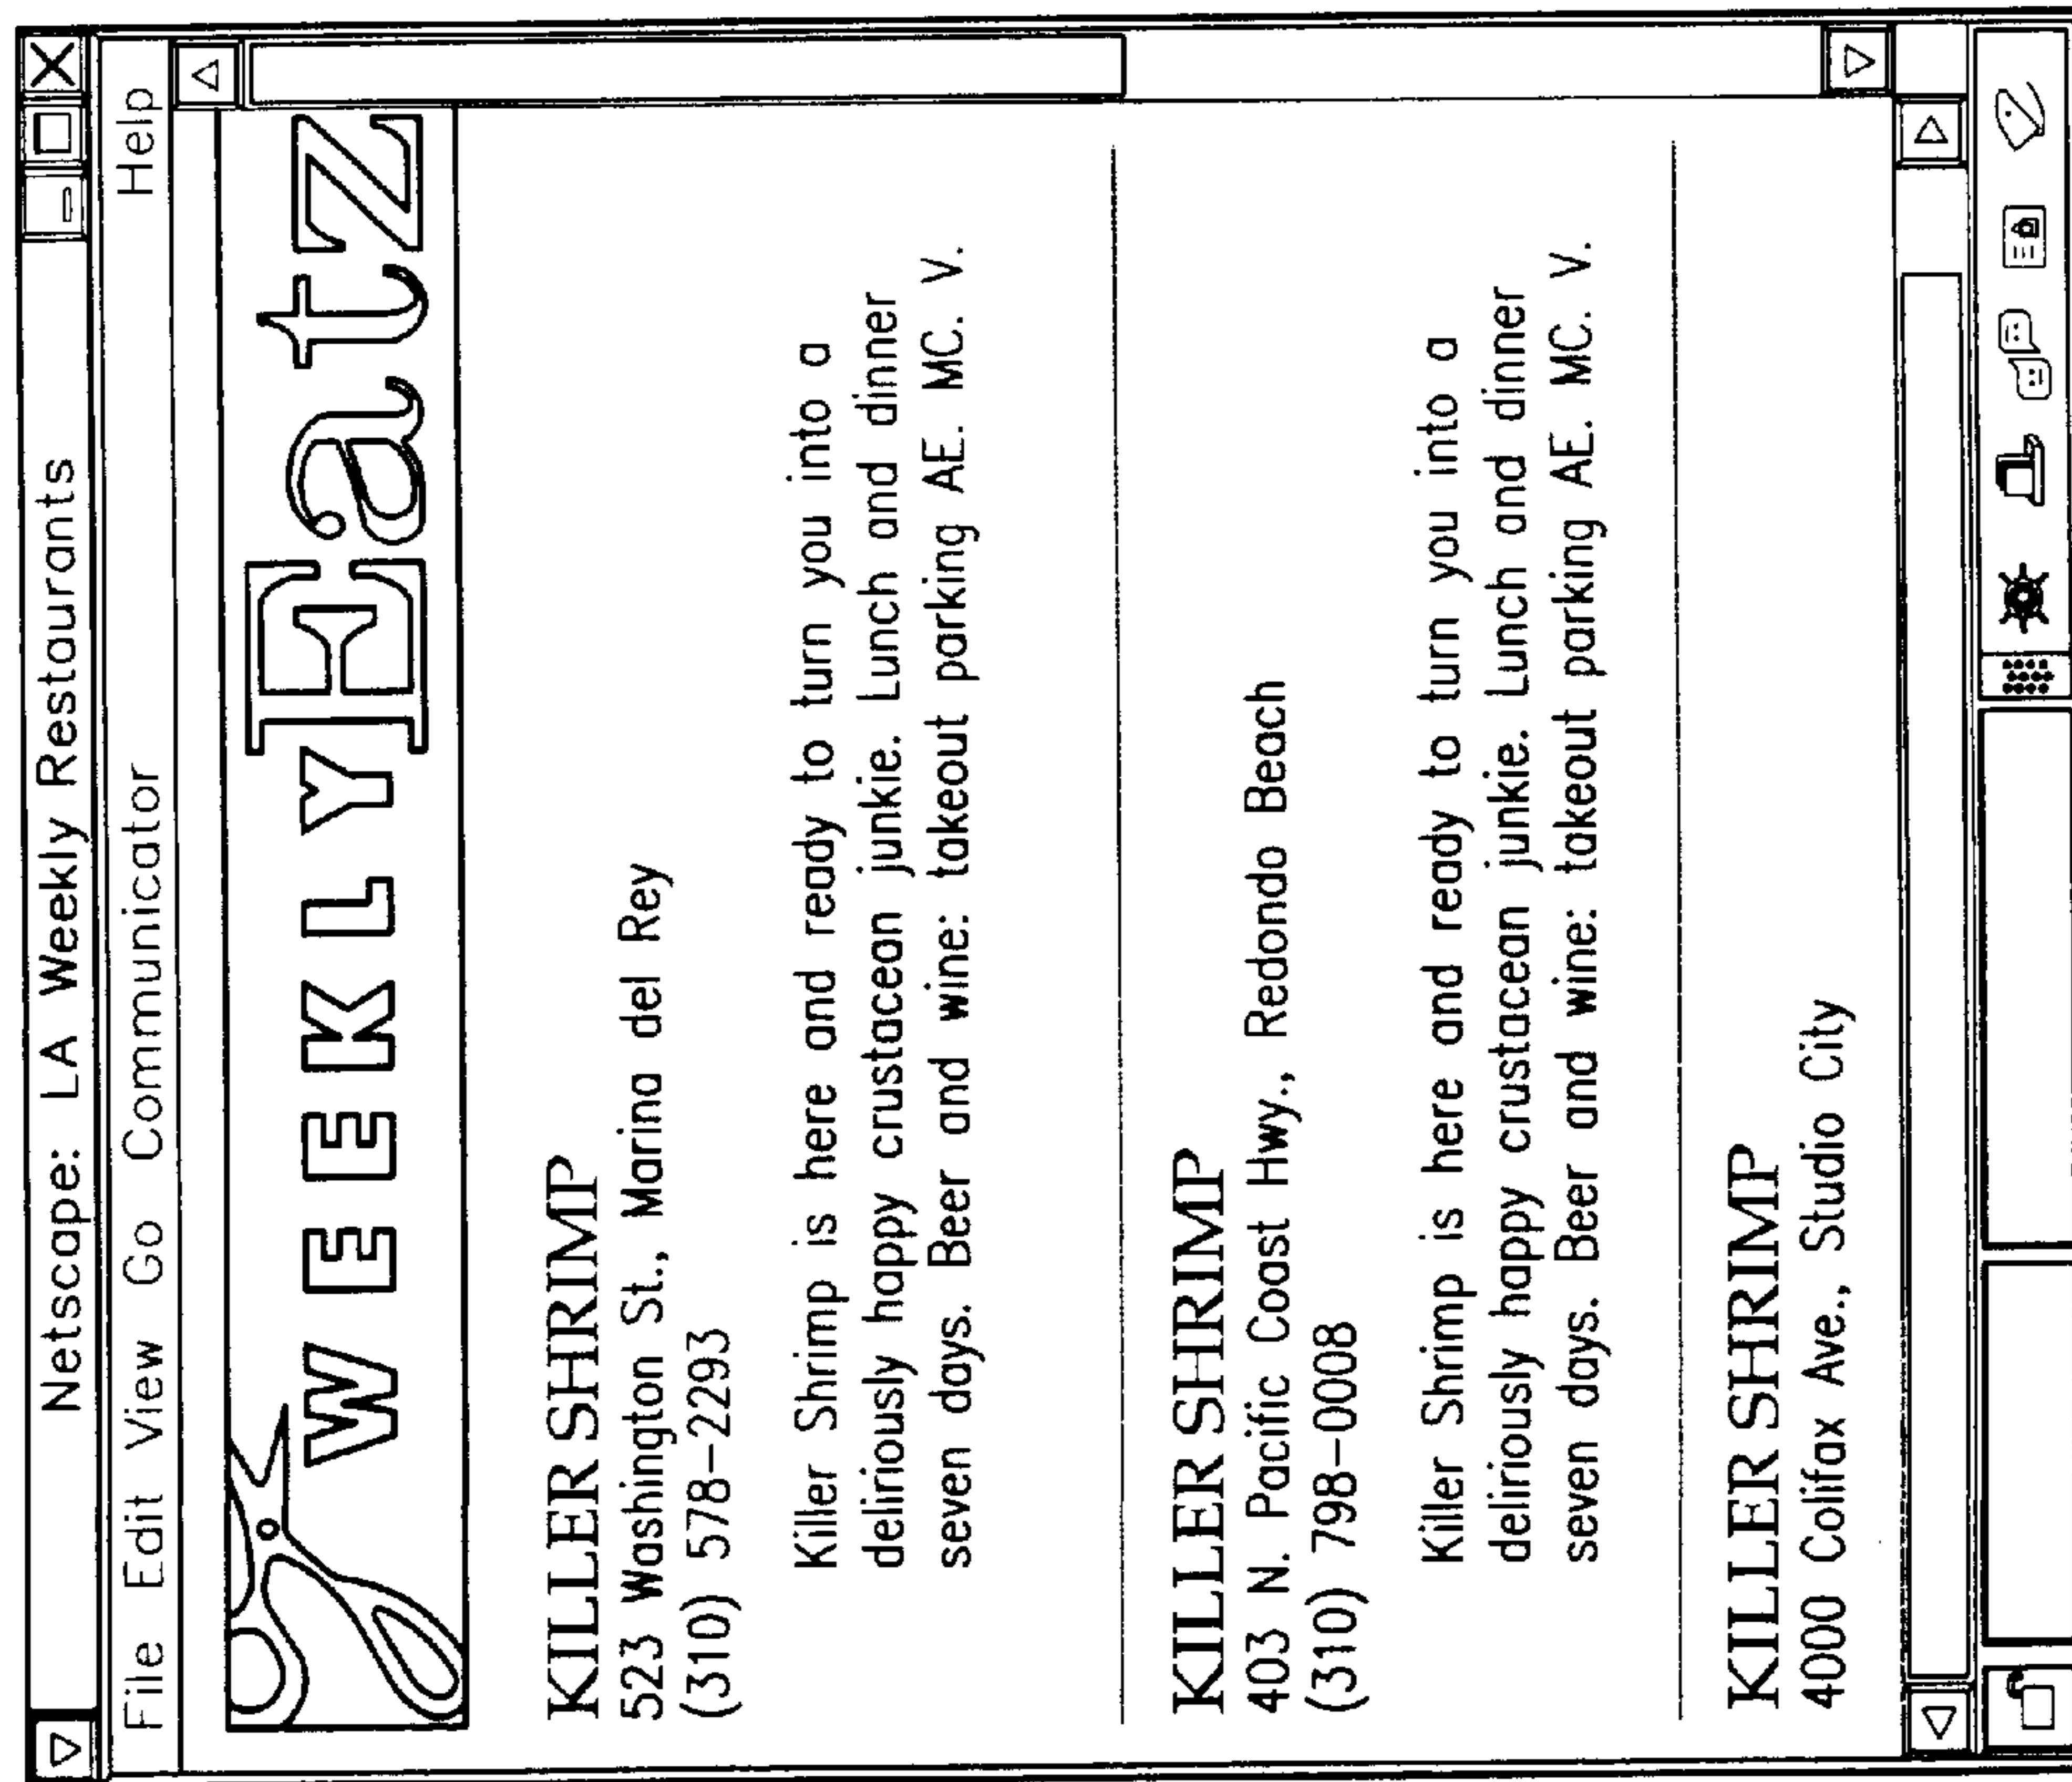 Netscape: LA Weekly Restaurants
File Edit View Go Communicator Help
WEEKLY Eatz
KILLER SHRIMP
523 Washington St., Marina del Rey
(310) 578-2293
Killer Shrimp is here and ready to turn you into a
deliriously happy crustacean junkie. Lunch and dinner
seven days. Beer and wine: takeout parking AE. MC. V.
KILLER SHRIMP
403 N. Pacific Coast Hwy., Redondo Beach
(310) 798-0008
Killer Shrimp is here and ready to turn you into a
deliriously happy crustacean junkie. Lunch and dinner
seven days. Beer and wine: takeout parking AE. MC. V.
KILLER SHRIMP
4000 Colifax Ave., Studio City